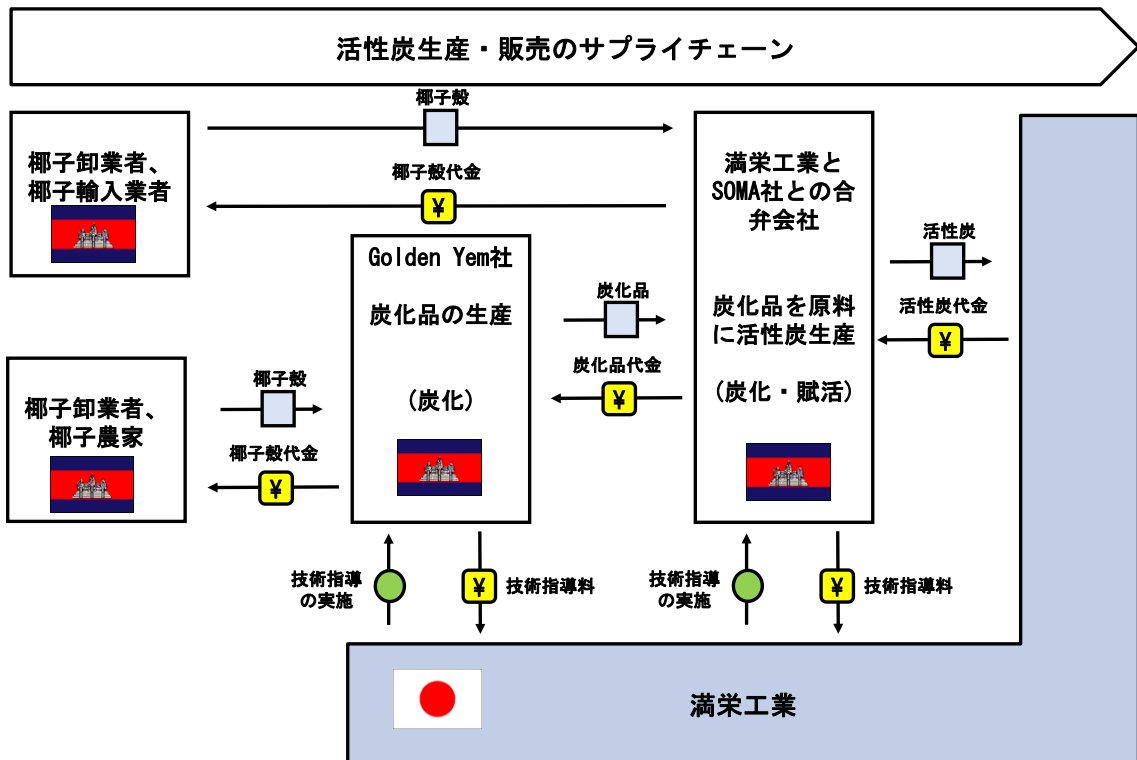 活性炭生産・販売のサプライチェーン
椰子殻
椰子卸業者、
椰子輸入業者
椰子殻代金
¥
満栄工業と
SOMA社との合
弁会社
活性炭
Golden Yem社
炭化品の生産
炭化品
炭化品を原料
に活性炭生産
活性炭代金
¥
炭化品代金
¥
(炭化)
(炭化・賦活)
椰子卸業者、
椰子農家
椰子殻
椰子殻代金
¥
技術指導
の実施
¥
技術指導料
技術指導
の実施
¥
技術指導料
満栄工業